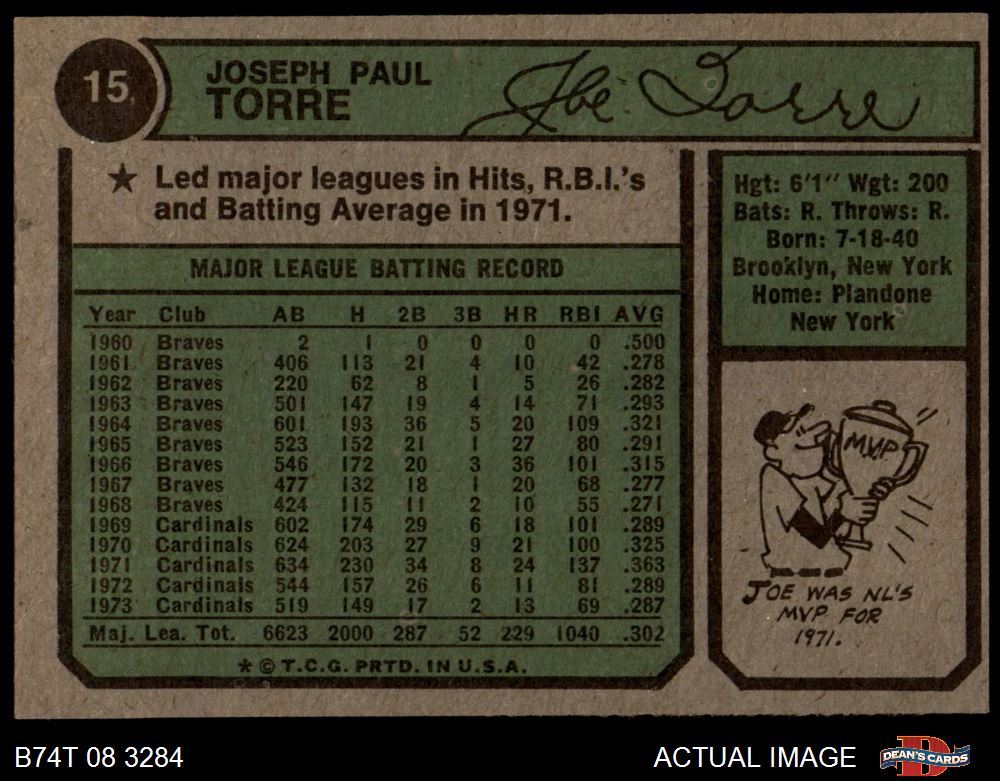 15.
JOSEPH PAUL
TORRE
Joe Torre
★ Led major leagues in Hits, R.B.I.'s
and Batting Average in 1971.
MAJOR LEAGUE BATTING RECORD
Year Club AB H 2B 3B HR RBI AVG
1960 Braves 2 1 0 0 0 0 .500
1961 Braves 406 113 21 4 10 42 .278
1962 Braves 220 62 8 1 5 26 .282
1963 Braves 501 147 19 4 14 71 .293
1964 Braves 601 193 36 5 20 109 .321
1965 Braves 523 152 21 1 27 80 .291
1966 Braves 546 172 20 3 36 101 .315
1967 Braves 477 132 18 1 20 68 .277
1968 Braves 424 115 11 2 10 55 .271
1969 Cardinals 602 174 29 6 18 101 .289
1970 Cardinals 624 203 27 9 21 100 .325
1971 Cardinals 634 230 34 8 24 137 .363
1972 Cardinals 544 157 26 6 11 81 .289
1973 Cardinals 519 149 17 2 13 69 .287
Maj. Lea. Tot. 6623 2000 287 52 229 1040 .302
* © T.C.G. PRTD. IN U.S.A.
Hgt: 6'1" Wgt: 200
Bats: R. Throws: R.
Born: 7-18-40
Brooklyn, New York
Home: Plandone
New York
MVP
JOE WAS NL'S
MVP FOR
1971.
B74T 08 3284
ACTUAL IMAGE
DEAN'S CARDS